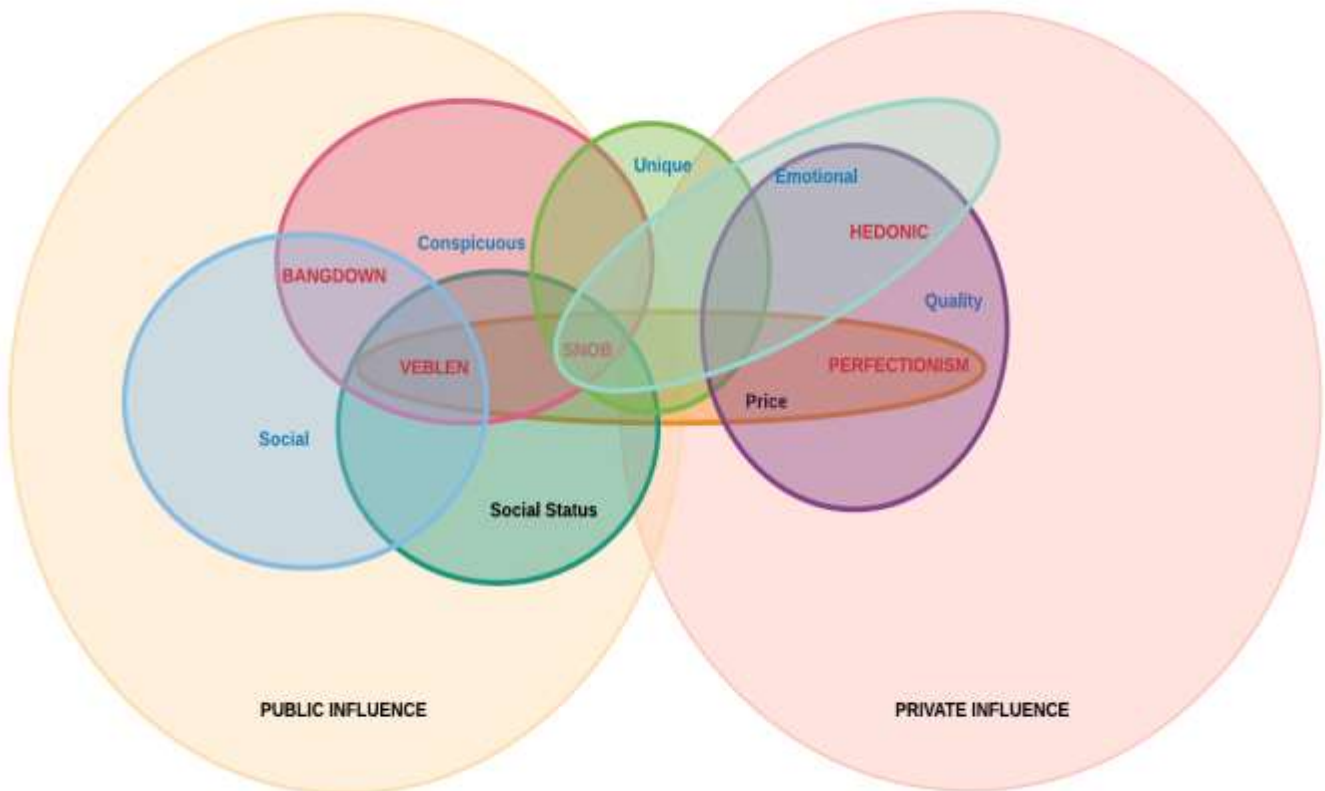 Unique
Emotional
HEDONIC
Conspicuous
BANGDOWN
Quality
SNOB
VEBLEN
PERFECTIONISM
Price
Social
Social Status
PUBLIC INFLUENCE
PRIVATE INFLUENCE